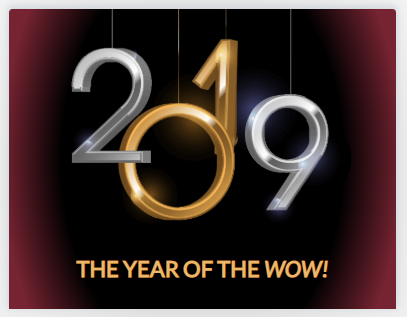 2019
THE YEAR OF THE WOW!